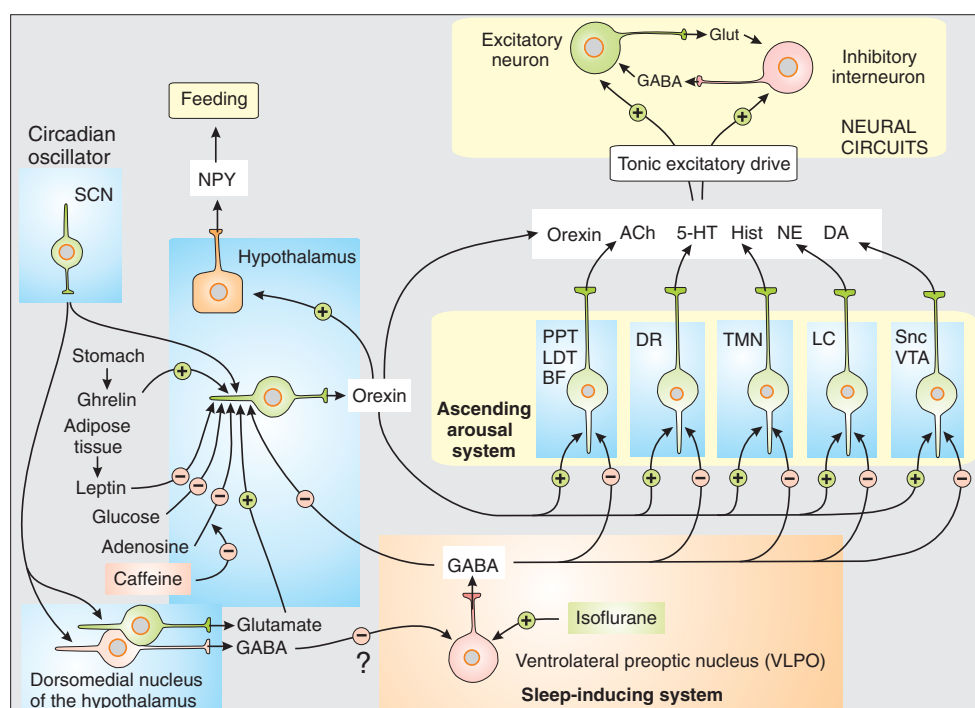 Excitatory
neuron
Glut
GABA
Inhibitory
interneuron
NEURAL
CIRCUITS
+
+
Tonic excitatory drive
Feeding
Circadian
oscillator
SCN
NPY
Hypothalamus
Orexin ACh 5-HT Hist NE DA
+
Stomach
Ghrelin
+
Adipose
tissue
Leptin
−
Glucose
−
Adenosine
−
Caffeine
−
+
−
Orexin
PPT
LDT
BF
DR
TMN
LC
Snc
VTA
Ascending
arousal
system
+ − + − + − + − + −
GABA
+
Isoflurane
Ventrolateral preoptic nucleus (VLPO)
Sleep-inducing system
Glutamate
GABA
−
?
Dorsomedial nucleus
of the hypothalamus